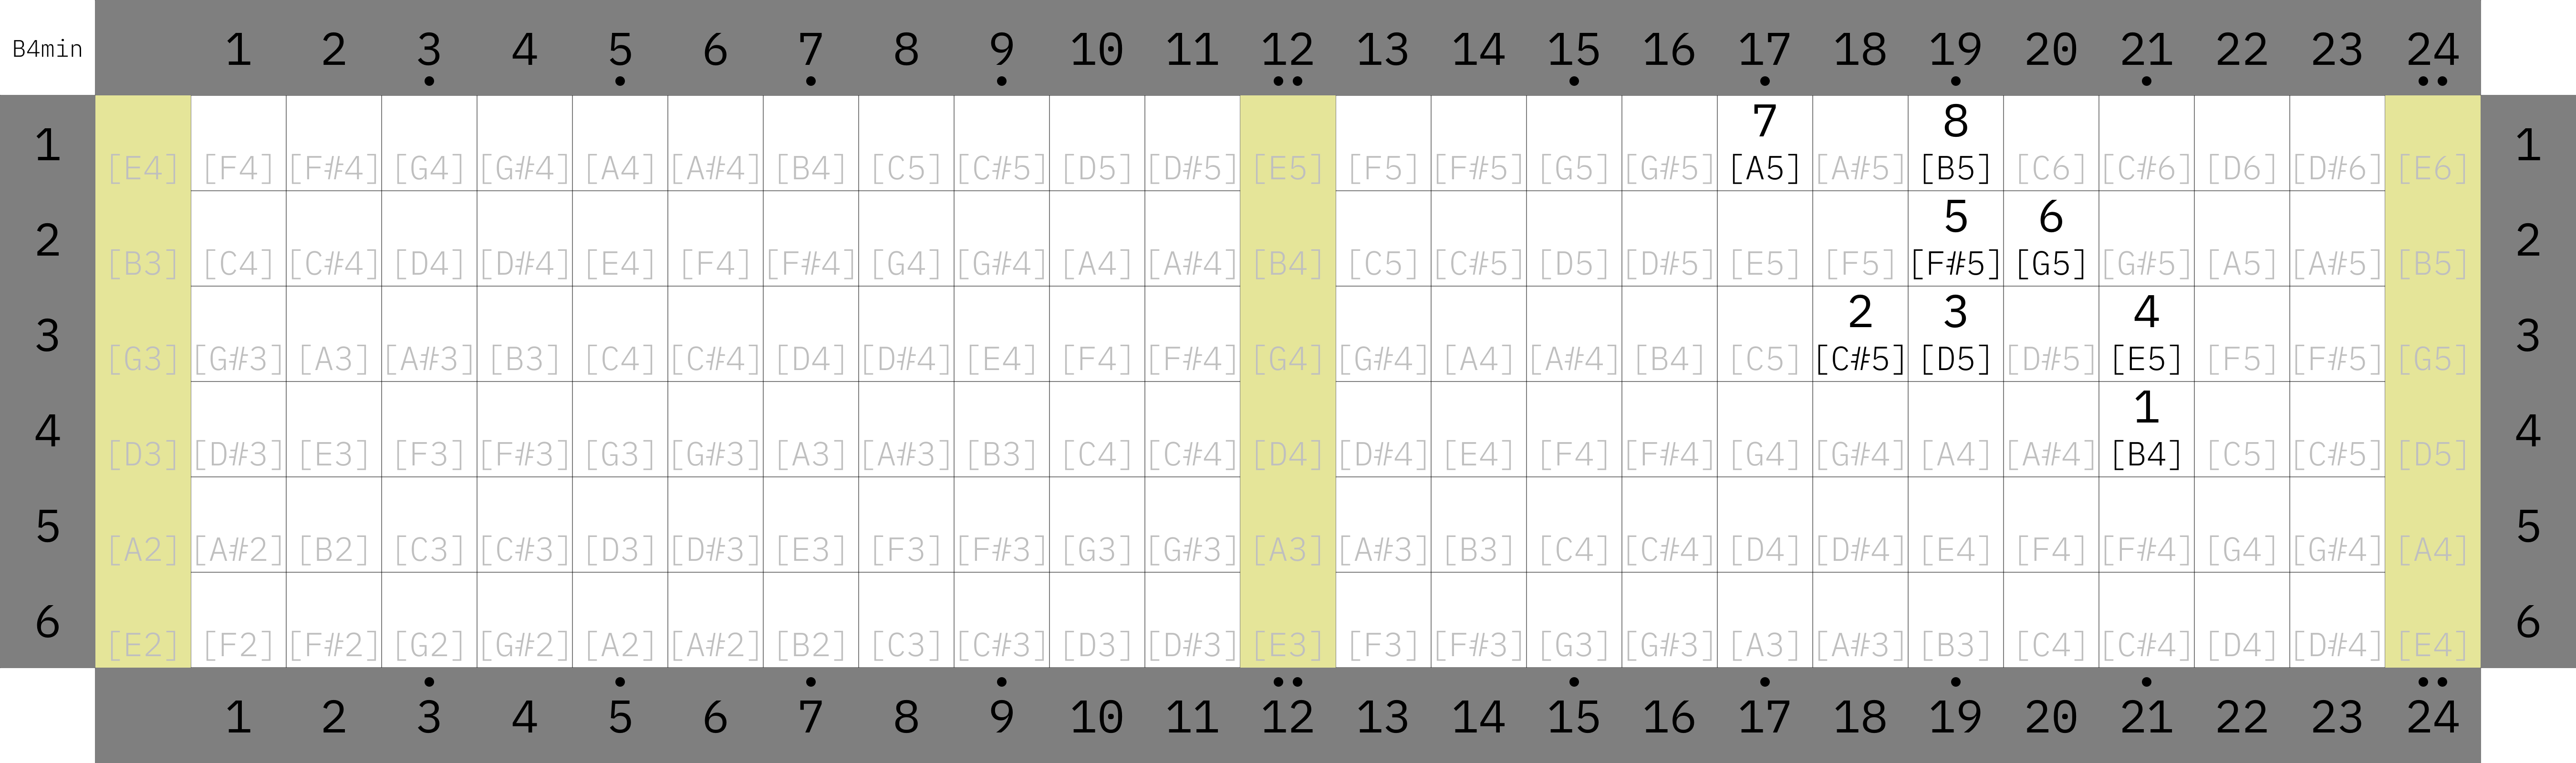 B4min 1 2 3 4 5 6 7 8 9 10 11 12 13 14 15 16 17 18 19 20 21 22 23 24
7 8
1 [E4] [F4] [F#4] [G4] [G#4] [A4] [A#4] [B4] [C5] [C#5] [D5] [D#5] [E5] [F5] [F#5] [G5] [G#5] [A5] [A#5] [B5] [C6] [C#6] [D6] [D#6] [E6] 1
5 6
2 [B3] [C4] [C#4] [D4] [D#4] [E4] [F4] [F#4] [G4] [G#4] [A4] [A#4] [B4] [C5] [C#5] [D5] [D#5] [E5] [F5] [F#5] [G5] [G#5] [A5] [A#5] [B5] 2
2 3 4
3 [G3] [G#3] [A3] [A#3] [B3] [C4] [C#4] [D4] [D#4] [E4] [F4] [F#4] [G4] [G#4] [A4] [A#4] [B4] [C5] [C#5] [D5] [D#5] [E5] [F5] [F#5] [G5] 3
1
4 [D3] [D#3] [E3] [F3] [F#3] [G3] [G#3] [A3] [A#3] [B3] [C4] [C#4] [D4] [D#4] [E4] [F4] [F#4] [G4] [G#4] [A4] [A#4] [B4] [C5] [C#5] [D5] 4
5 [A2] [A#2] [B2] [C3] [C#3] [D3] [D#3] [E3] [F3] [F#3] [G3] [G#3] [A3] [A#3] [B3] [C4] [C#4] [D4] [D#4] [E4] [F4] [F#4] [G4] [G#4] [A4] 5
6 [E2] [F2] [F#2] [G2] [G#2] [A2] [A#2] [B2] [C3] [C#3] [D3] [D#3] [E3] [F3] [F#3] [G3] [G#3] [A3] [A#3] [B3] [C4] [C#4] [D4] [D#4] [E4] 6
1 2 3 4 5 6 7 8 9 10 11 12 13 14 15 16 17 18 19 20 21 22 23 24